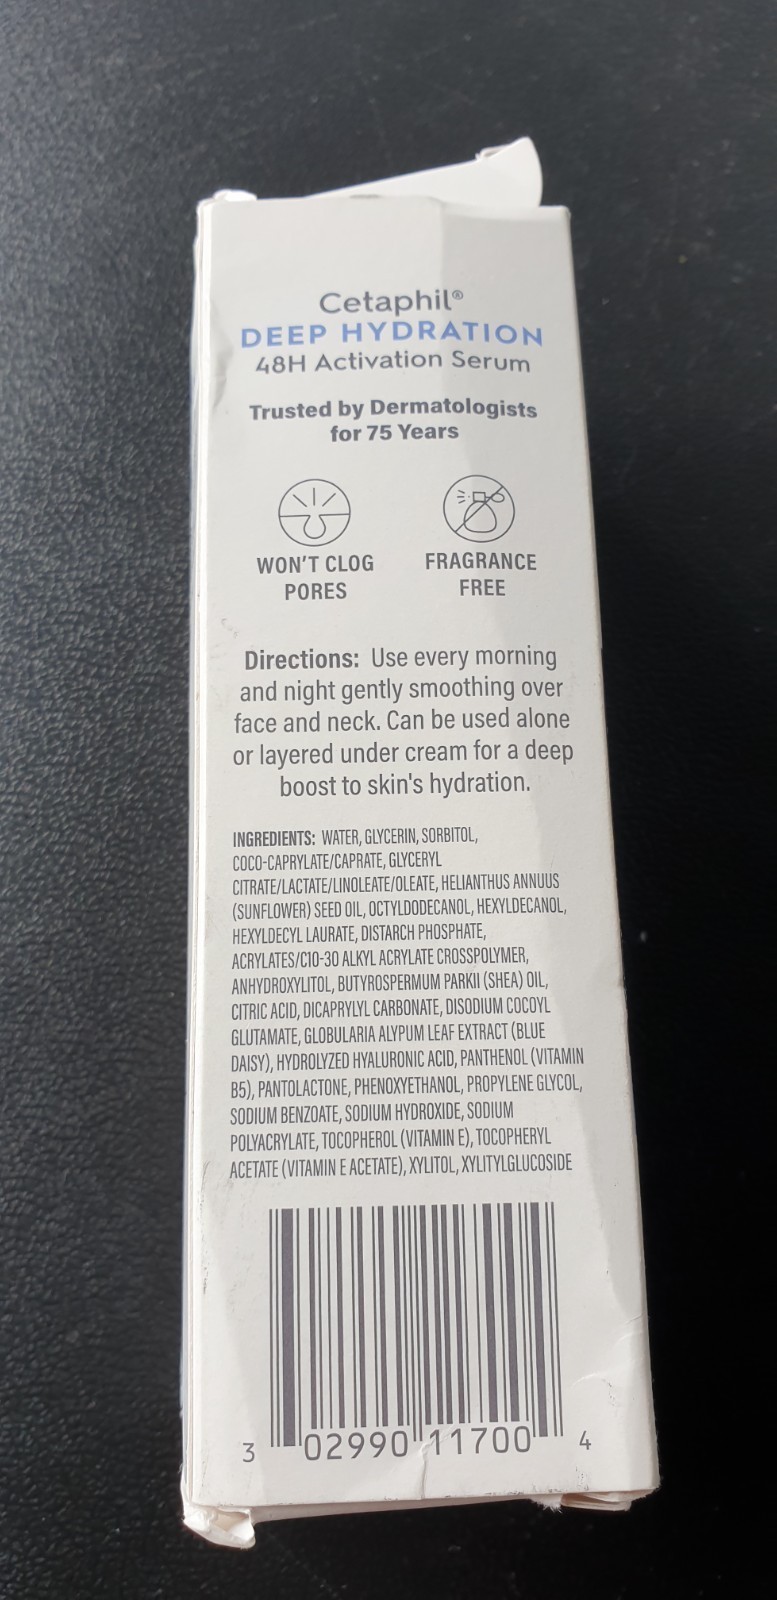 Cetaphil®
DEEP HYDRATION
48H Activation Serum
Trusted by Dermatologists
for 75 Years
WON'T CLOG
PORES
FRAGRANCE
FREE
Directions: Use every morning
and night gently smoothing over
face and neck. Can be used alone
or layered under cream for a deep
boost to skin's hydration.
INGREDIENTS: WATER, GLYCERIN, SORBITOL,
COCO-CAPRYLATE/CAPRATE, GLYCERYL
CITRATE/LACTATE/LINOLEATE/OLEATE, HELIANTHUS ANNUUS
(SUNFLOWER) SEED OIL, OCTYLDODECANOL, HEXYLDECANOL,
HEXYLDECYL LAURATE, DISTARCH PHOSPHATE,
ACRYLATES/C10-30 ALKYL ACRYLATE CROSSPOLYMER,
ANHYDROXYLITOL, BUTYROSPERMUM PARKII (SHEA) OIL,
CITRIC ACID, DICAPRYLYL CARBONATE, DISODIUM COCOYL
GLUTAMATE, GLOBULARIA ALYPUM LEAF EXTRACT (BLUE
DAISY), HYDROLYZED HYALURONIC ACID, PANTHENOL (VITAMIN
B5), PANTOLACTONE, PHENOXYETHANOL, PROPYLENE GLYCOL,
SODIUM BENZOATE, SODIUM HYDROXIDE, SODIUM
POLYACRYLATE, TOCOPHEROL (VITAMIN E), TOCOPHERYL
ACETATE (VITAMIN E ACETATE), XYLITOL, XYLITYLGLUCOSIDE
3 02990 11700 4